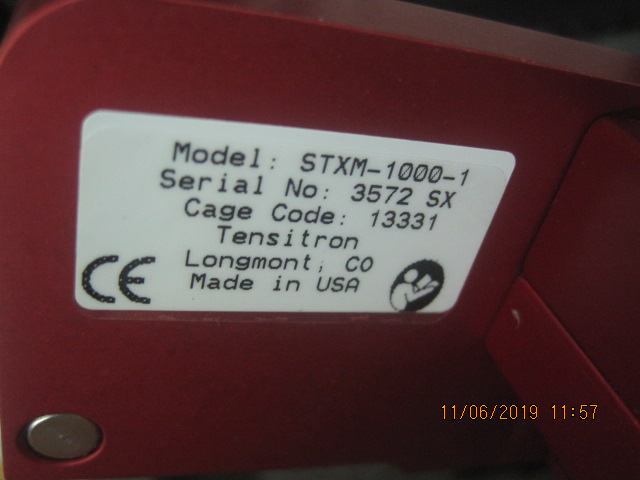 Model: STXM-1000-1
Serial No: 3572 SX
Cage Code: 13331
Tensitron
Longmont, CO
Made in USA
CE
11/06/2019 11:57